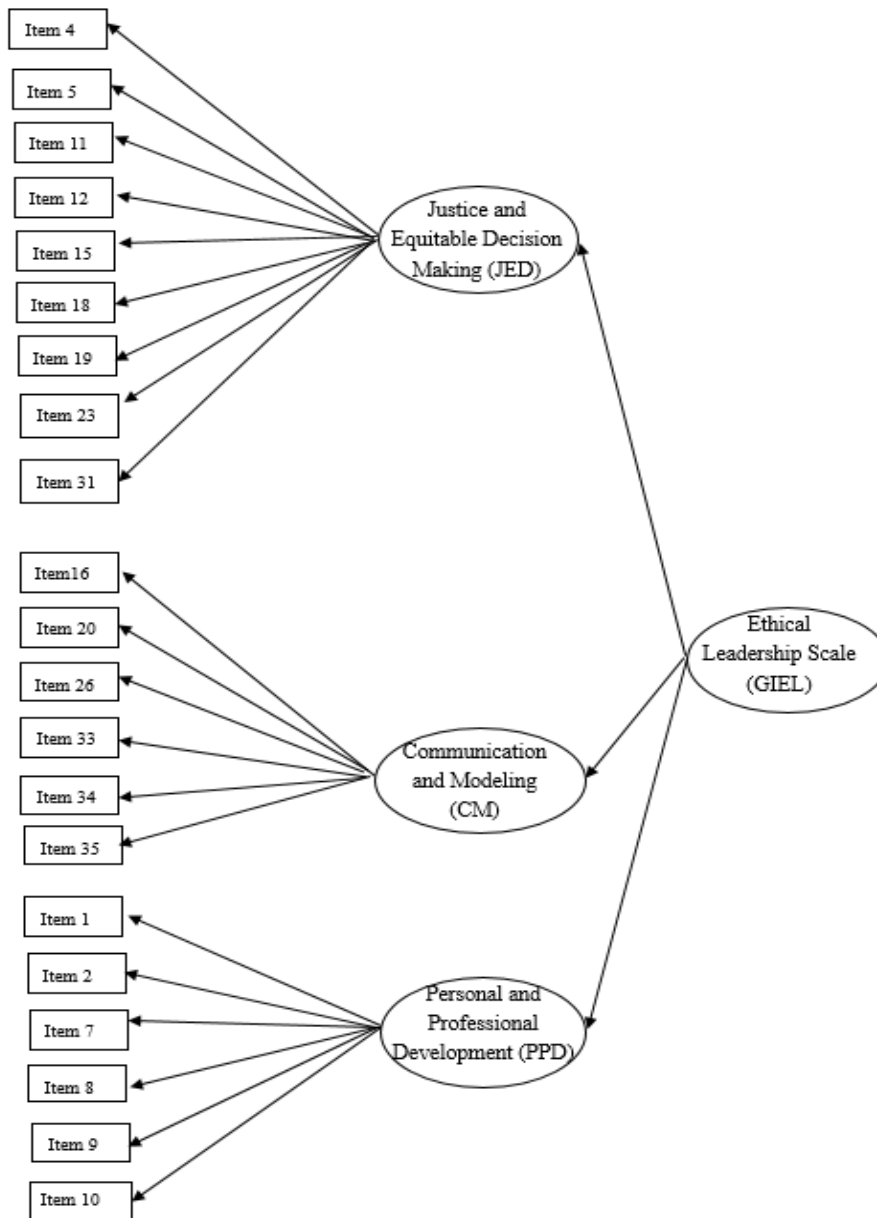 Item 4
Item 5
Item 11
Item 12
Item 15
Item 18
Item 19
Item 23
Item 31
Justice and
Equitable Decision
Making (JED)
Item16
Item 20
Item 26
Item 33
Item 34
Item 35
Communication
and Modeling
(CM)
Ethical
Leadership Scale
(GIEL)
Item 1
Item 2
Item 7
Item 8
Item 9
Item 10
Personal and
Professional
Development (PPD)